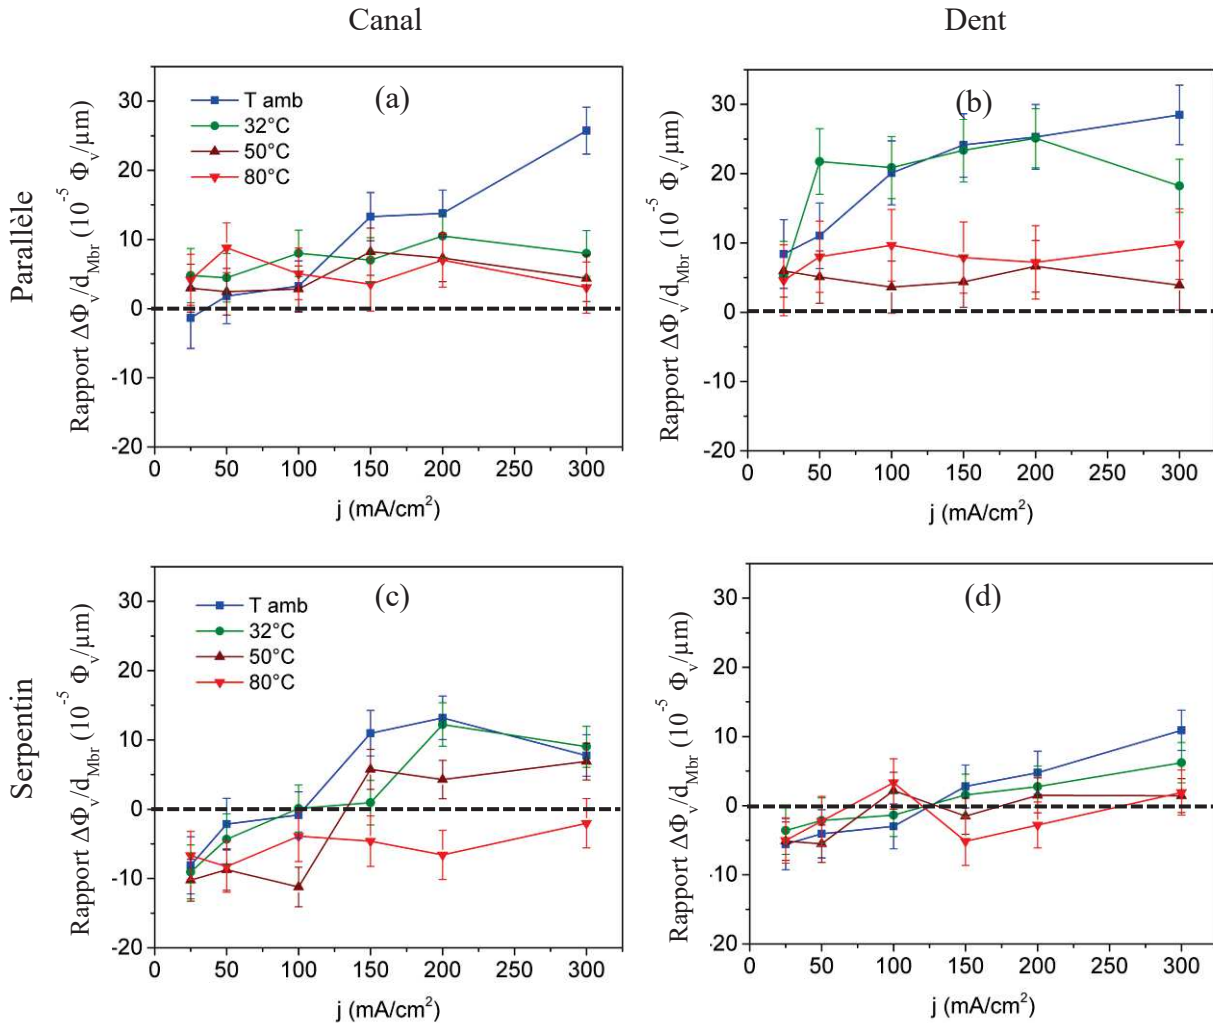 Canal
Dent
Parallèle
Rapport ΔΦv/dMbr (10-5 Φv/µm)
30
20
10
0
-10
-20
T amb
32°C
50°C
80°C
(a)
0 50 100 150 200 250 300
j (mA/cm2)
Rapport ΔΦv/dMbr (10-5 Φv/µm)
30
20
10
0
-10
-20
(b)
0 50 100 150 200 250 300
j (mA/cm2)
Serpentin
Rapport ΔΦv/dMbr (10-5 Φv/µm)
30
20
10
0
-10
-20
T amb
32°C
50°C
80°C
(c)
0 50 100 150 200 250 300
j (mA/cm2)
Rapport ΔΦv/dMbr (10-5 Φv/µm)
30
20
10
0
-10
-20
(d)
0 50 100 150 200 250 300
j (mA/cm2)